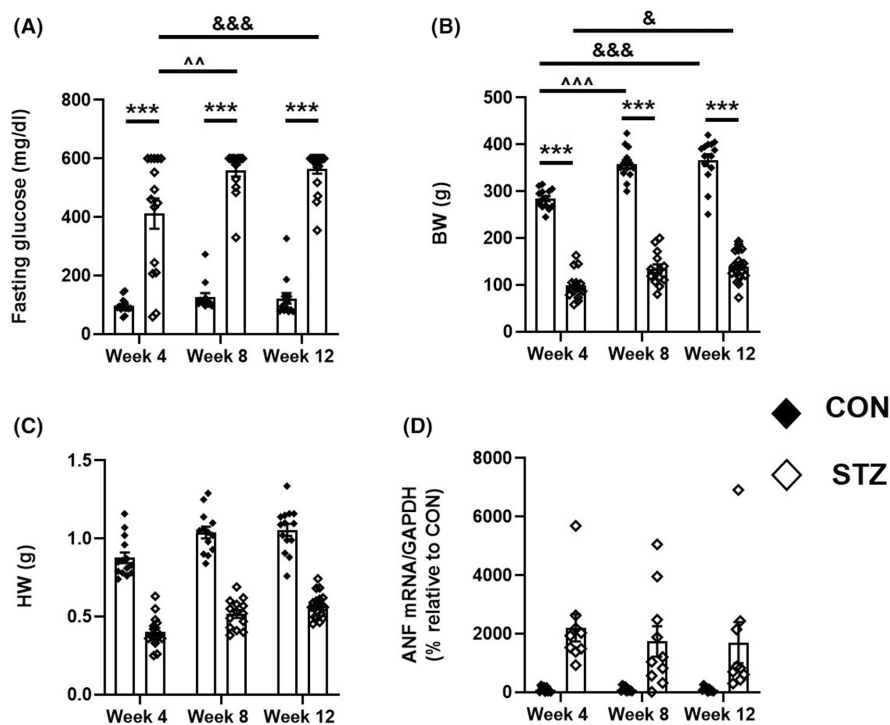 (A)
&&&
^^
***
***
***
Fasting glucose (mg/dl)
800
600
400
200
0
Week 4
Week 8
Week 12
(B)
&
&&&
^^^
***
***
***
BW (g)
500
400
300
200
100
0
Week 4
Week 8
Week 12
(C)
HW (g)
1.5
1.0
0.5
0.0
Week 4
Week 8
Week 12
(D)
CON
STZ
ANF mRNA/GAPDH
(% relative to CON)
8000
6000
4000
2000
0
Week 4
Week 8
Week 12